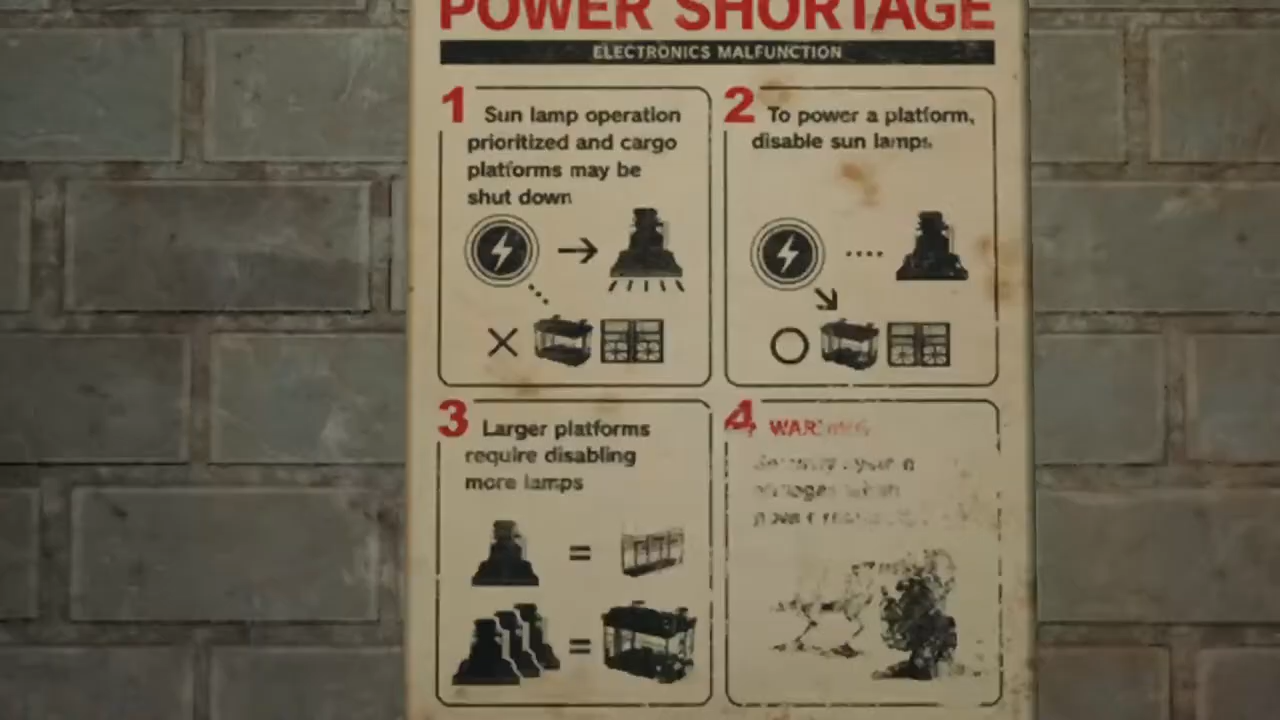 POWER SHORTAGE
ELECTRONICS MALFUNCTION
1 Sun lamp operation
prioritized and cargo
platforms may be
shut down
2 To power a platform,
disable sun lamps
3 Larger platforms
require disabling
more lamps
4 WARNING